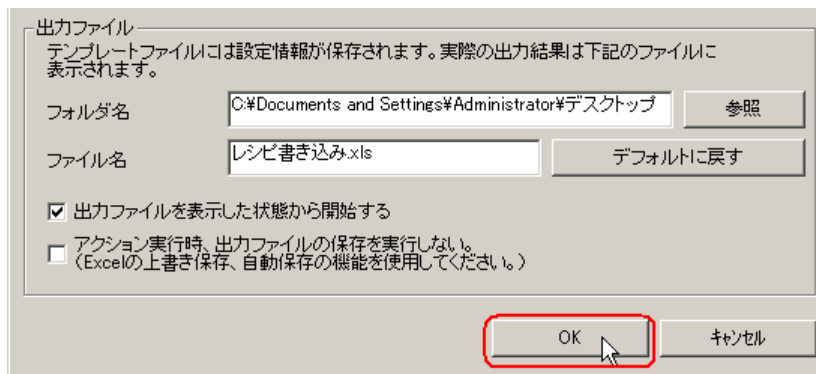 出力ファイル
テンプレートファイルには設定情報が保存されます。実際の出力結果は下記のファイルに
表示されます。
フォルダ名 C:¥Documents and Settings¥Administrator¥デスクトップ 参照
ファイル名 レシピ書き込み.xls デフォルトに戻す
出力ファイルを表示した状態から開始する
アクション実行時、出力ファイルの保存を実行しない。
(Excelの上書き保存、自動保存の機能を使用してください。)
OK キャンセル